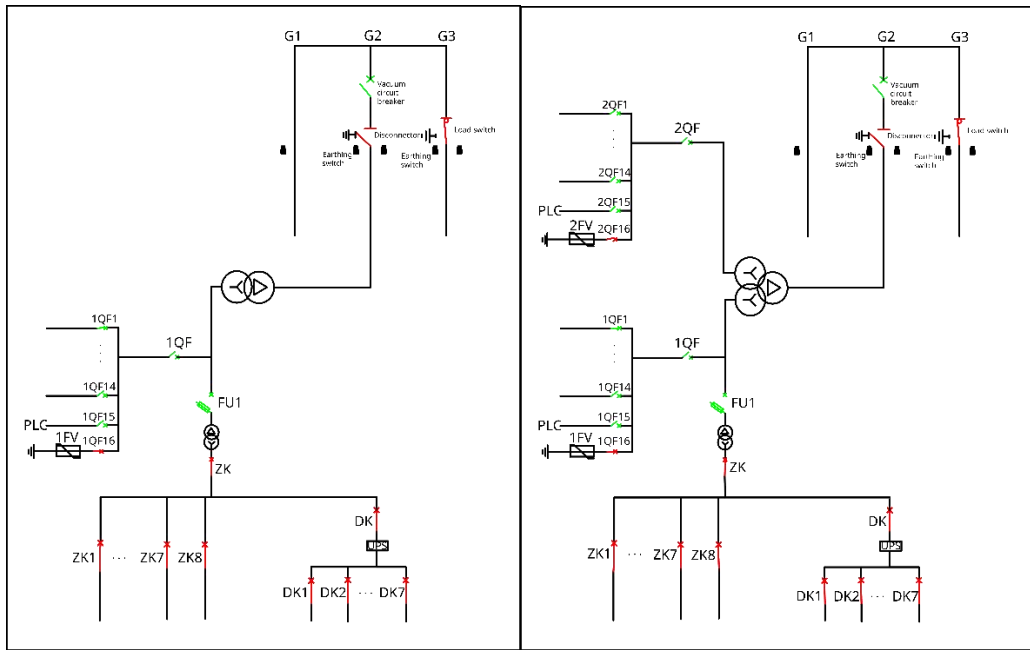 G1 G2 G3
Vacuum
circuit
breaker
Disconnector
Load switch
Earthing
switch
Earthing
switch
1QF1
1QF
1QF14
1QF15
PLC
1FV
1QF16
FU1
ZK
DK
UPS
ZK1 ··· ZK7 ZK8
DK1 DK2 ··· DK7
G1 G2 G3
Vacuum
circuit
breaker
Disconnector
Load switch
Earthing
switch
Earthing
switch
2QF1
2QF
2QF14
2QF15
PLC
2FV
2QF16
1QF1
1QF
1QF14
1QF15
PLC
1FV
1QF16
FU1
ZK
DK
UPS
ZK1 ··· ZK7 ZK8
DK1 DK2 ··· DK7